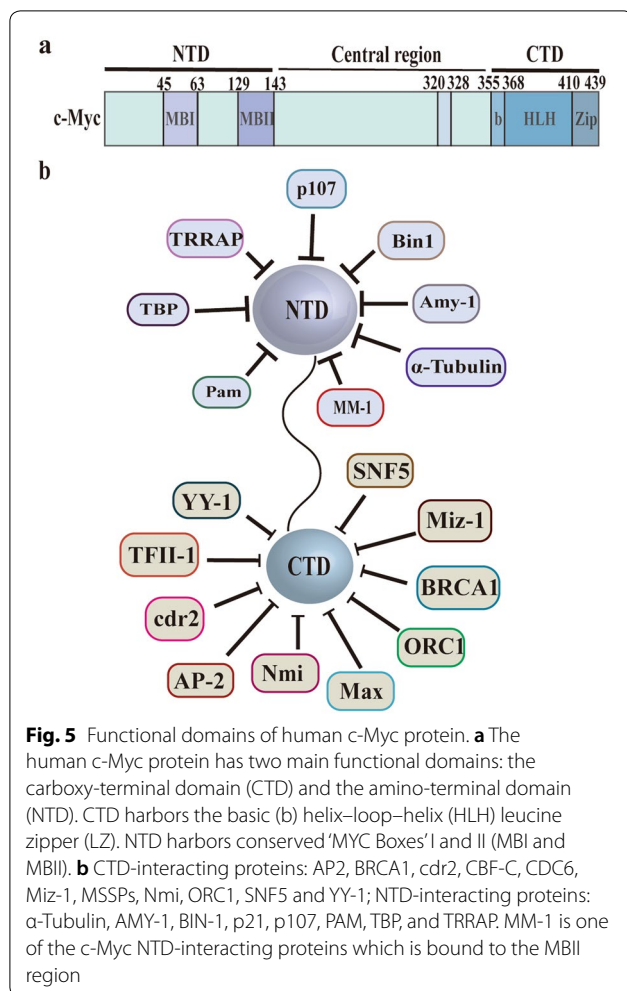 a
NTD Central region CTD
45 63 129 143 320 328 355 368 410 439
c-Myc MBI MBII b HLH Zip
b
p107
TRRAP
Bin1
TBP
NTD
Amy-1
α-Tubulin
Pam
MM-1
SNF5
YY-1
Miz-1
TFII-1
CTD
BRCA1
cdr2
ORC1
AP-2
Nmi
Max
Fig. 5 Functional domains of human c-Myc protein. a The
human c-Myc protein has two main functional domains: the
carboxy-terminal domain (CTD) and the amino-terminal domain
(NTD). CTD harbors the basic (b) helix–loop–helix (HLH) leucine
zipper (LZ). NTD harbors conserved ‘MYC Boxes’ I and II (MBI and
MBII). b CTD-interacting proteins: AP2, BRCA1, cdr2, CBF-C, CDC6,
Miz-1, MSSPs, Nmi, ORC1, SNF5 and YY-1; NTD-interacting proteins:
α-Tubulin, AMY-1, BIN-1, p21, p107, PAM, TBP, and TRRAP. MM-1 is one
of the c-Myc NTD-interacting proteins which is bound to the MBII
region